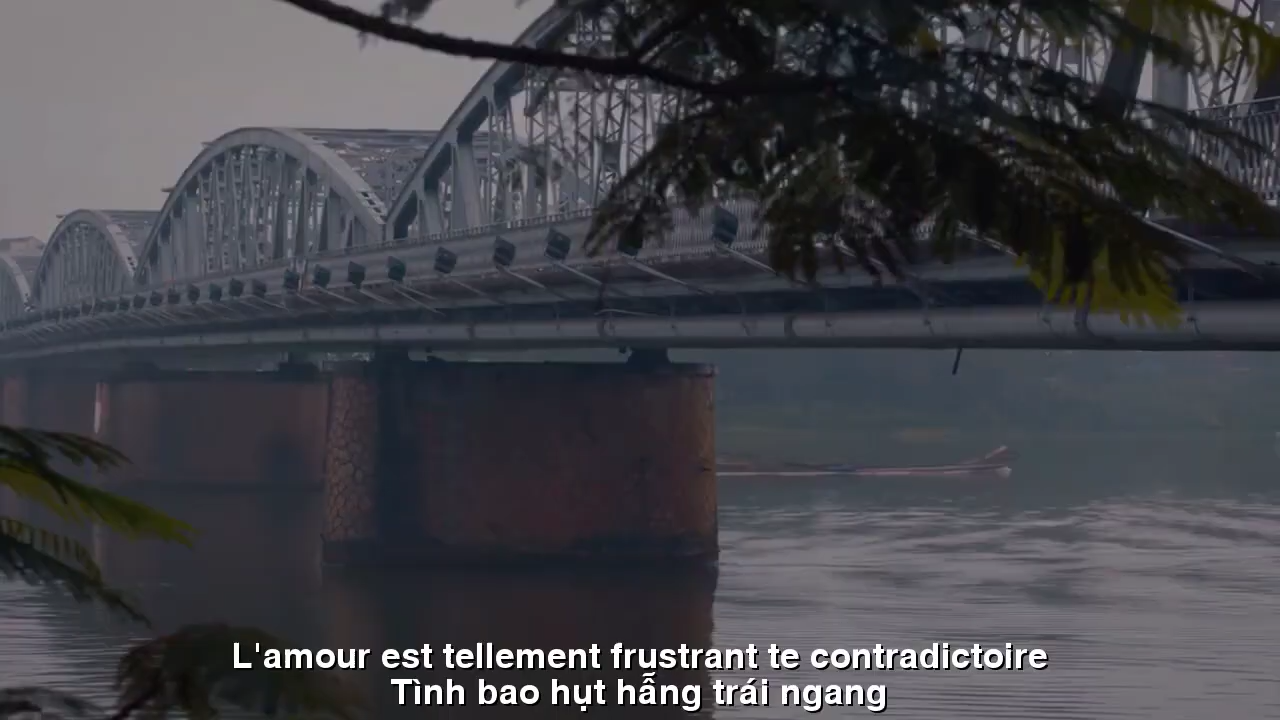 L'amour est tellement frustrant te contradictoire
Tình bao hụt hẫng trái ngang